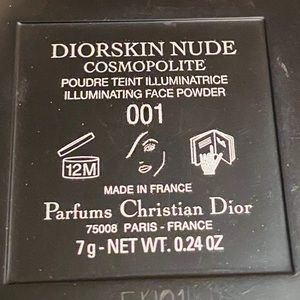 DIORSKIN NUDE
COSMOPOLITE
POUDRE TEINT ILLUMINATRICE
ILLUMINATING FACE POWDER
001
12M
MADE IN FRANCE
Parfums Christian Dior
75008 PARIS - FRANCE
7 g - NET WT. 0.24 OZ